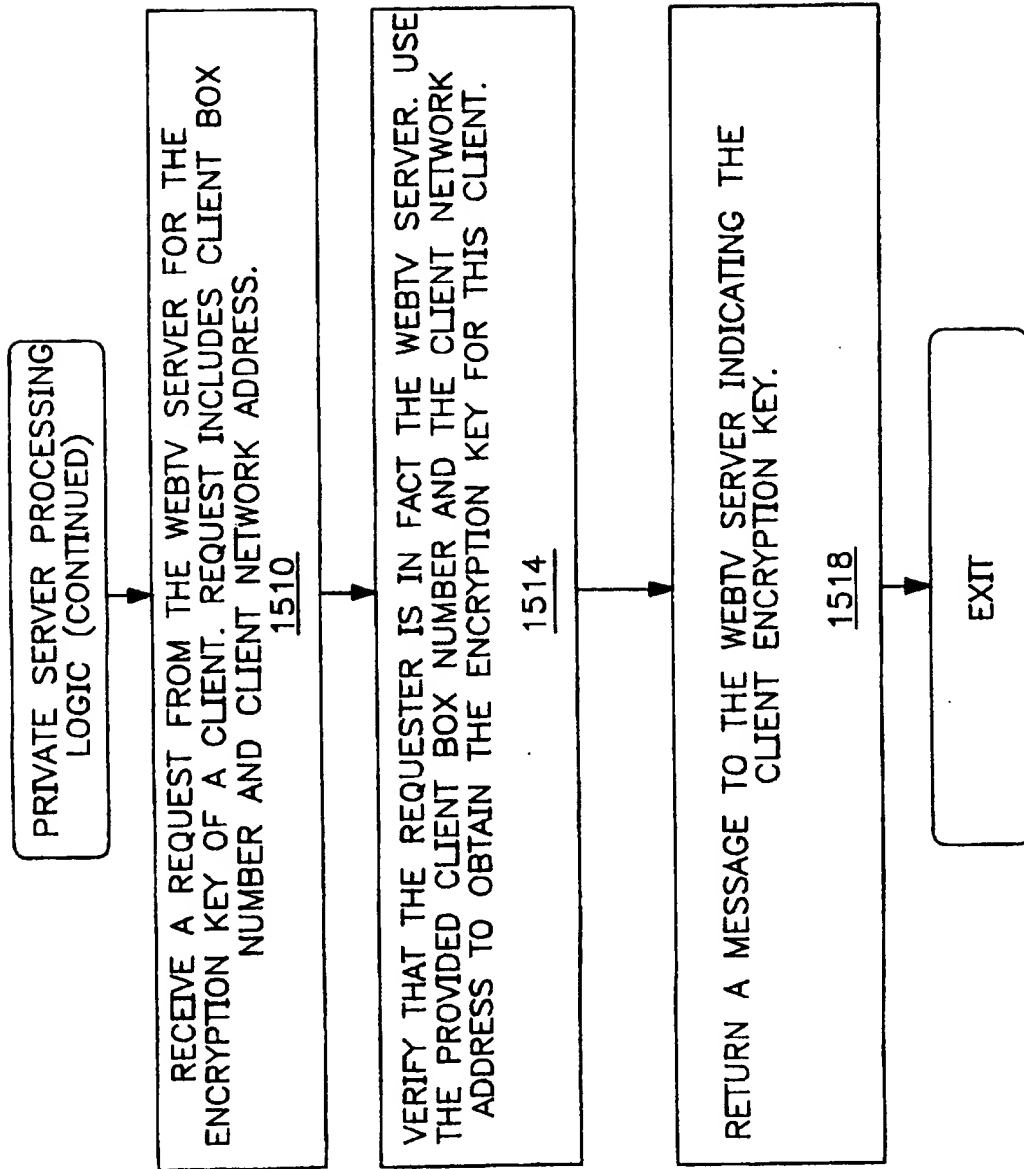 PRIVATE SERVER PROCESSING
LOGIC (CONTINUED)
RECEIVE A REQUEST FROM THE WEBTV SERVER FOR THE
ENCRYPTION KEY OF A CLIENT. REQUEST INCLUDES CLIENT BOX
NUMBER AND CLIENT NETWORK ADDRESS.
1510
VERIFY THAT THE REQUESTER IS IN FACT THE WEBTV SERVER. USE
THE PROVIDED CLIENT BOX NUMBER AND THE CLIENT NETWORK
ADDRESS TO OBTAIN THE ENCRYPTION KEY FOR THIS CLIENT.
1514
RETURN A MESSAGE TO THE WEBTV SERVER INDICATING THE
CLIENT ENCRYPTION KEY.
1518
EXIT